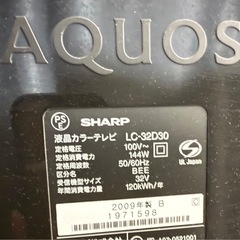 AQUOS
PS
E
SHARP
液晶カラーテレビ LC-32D30
定格電圧 100V~
定格消費電力 144W
定格周波数 50/60Hz
区分名 BEE
受信機型サイズ 32V
年間消費電力量 120kWh/年
UL Japan
2009年製 B
1971598